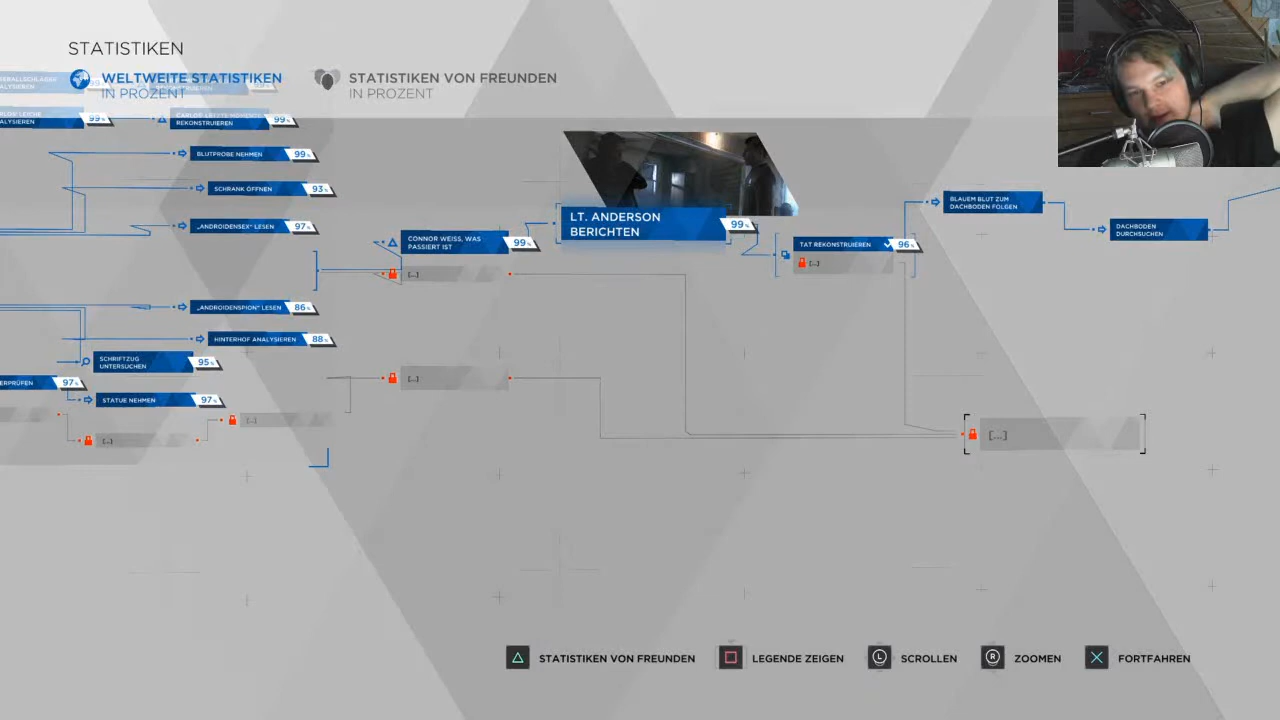 STATISTIKEN
WELTWEITE STATISTIKEN
IN PROZENT
STATISTIKEN VON FREUNDEN
IN PROZENT
99%
REKONSTRUIEREN
99%
BLUTPROBE NEHMEN
99%
SCHRANK ÖFFNEN
93%
„ANDROIDENSEX" LESEN
97%
CONNOR WEISS, WAS
PASSIERT IST
99%
[...]
LT. ANDERSON
BERICHTEN
99%
TAT REKONSTRUIEREN
96%
[...]
BLAUEM BLUT ZUM
DACHBODEN FOLGEN
DACHBODEN
DURCHSUCHEN
„ANDROIDENSPION" LESEN
86%
HINTERHOF ANALYSIEREN
88%
SCHRIFTZUG
UNTERSUCHEN
95%
97%
STATUE NEHMEN
97%
[...]
[...]
[...]
[...]
STATISTIKEN VON FREUNDEN
LEGENDE ZEIGEN
L
SCROLLEN
R
ZOOMEN
FORTFAHREN